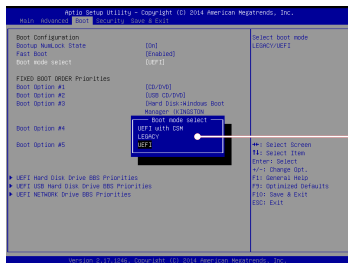 Aptio Setup Utility - Copyright (C) 2014 American Megatrends, Inc.
Main Advanced Boot Security Save & Exit
Boot Configuration
Bootup NumLock State [On]
Fast Boot [Enabled]
Boot mode select [UEFI]
FIXED BOOT ORDER Priorities
Boot Option #1 [CD/DVD]
Boot Option #2 [USB CD/DVD]
Boot Option #3 [Hard Disk:Windows Boot
Manager (KINGSTON
Boot Option #4
Boot Option #5
Boot mode select
UEFI with CSM
LEGACY
UEFI
UEFI Hard Disk Drive BBS Priorities
UEFI USB Hard Disk Drive BBS Priorities
UEFI NETWORK Drive BBS Priorities
Select boot mode
LEGACY/UEFI
→←: Select Screen
↑↓: Select Item
Enter: Select
+/-: Change Opt.
F1: General Help
F9: Optimized Defaults
F10: Save & Exit
ESC: Exit
Version 2.17.1246. Copyright (C) 2014 American Megatrends, Inc.